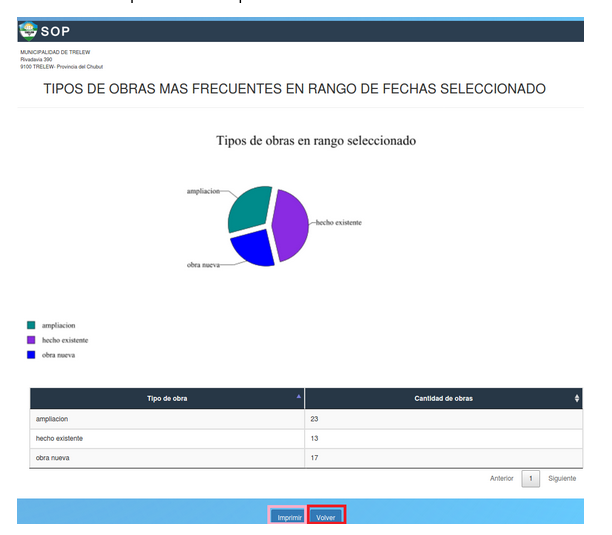 SOP
MUNICIPALIDAD DE TRELEW
Rivadavia 390
9100 TRELEW- Provincia del Chubut
TIPOS DE OBRAS MAS FRECUENTES EN RANGO DE FECHAS SELECCIONADO
Tipos de obras en rango seleccionado
ampliacion
hecho existente
obra nueva
ampliacion
hecho existente
obra nueva
Tipo de obra Cantidad de obras
ampliacion 23
hecho existente 13
obra nueva 17
Anterior 1 Siguiente
Imprimir Volver